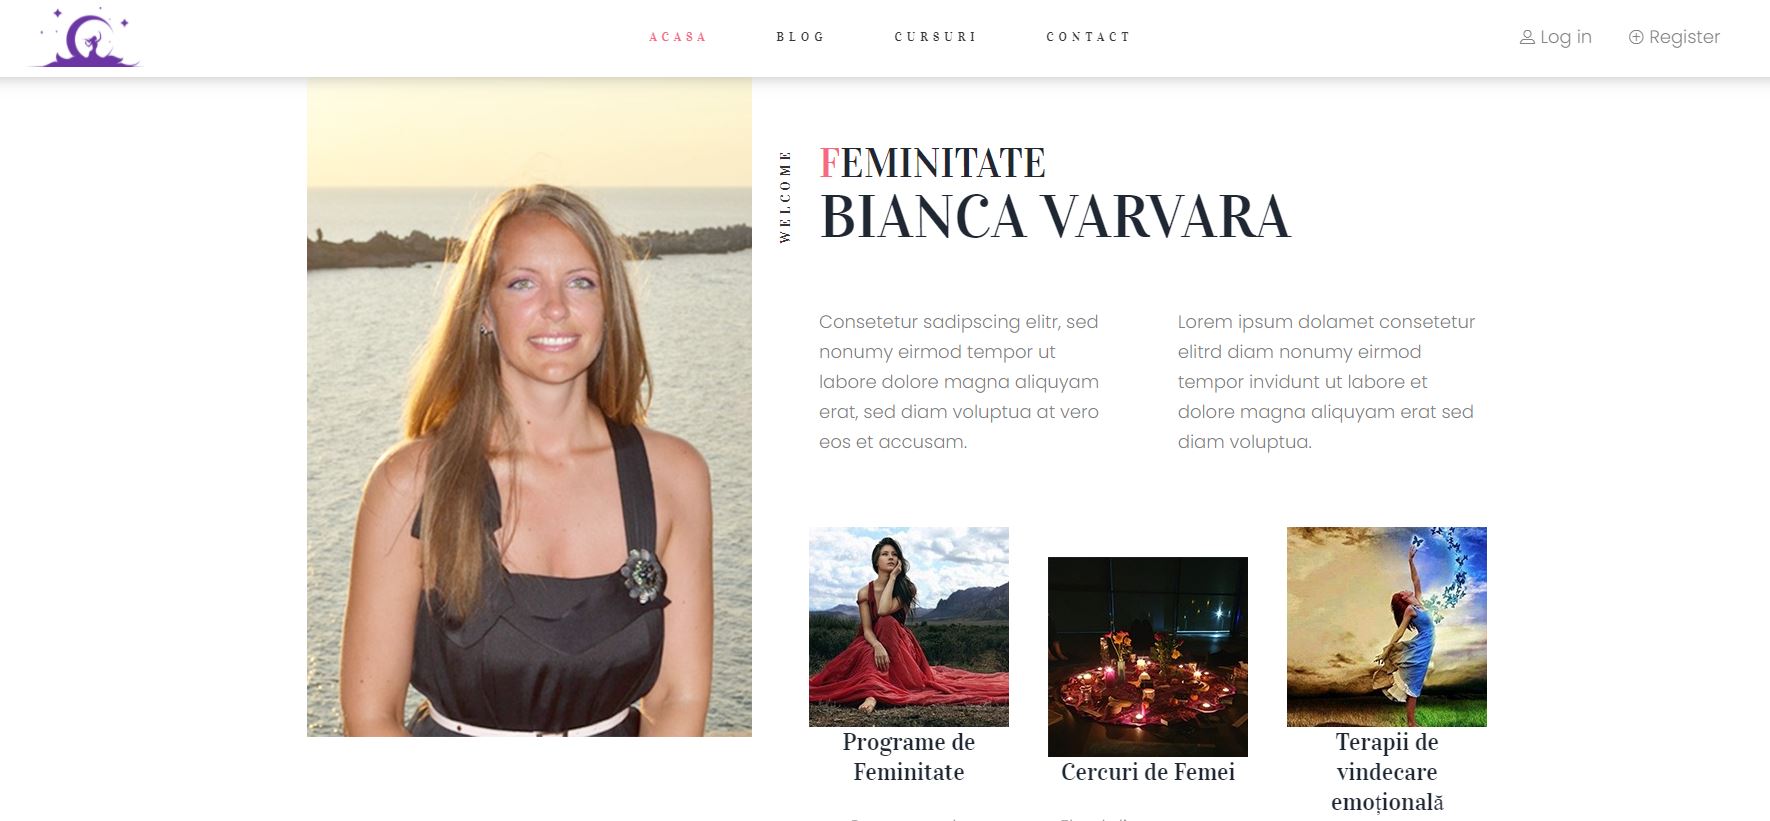 ACASA
BLOG
CURSURI
CONTACT
Log in
Register
WELCOME
FEMINITATE
BIANCA VARVARA
Consetetur sadipscing elitr, sed
nonumy eirmod tempor ut
labore dolore magna aliquyam
erat, sed diam voluptua at vero
eos et accusam.
Lorem ipsum dolamet consetetur
elitrd diam nonumy eirmod
tempor invidunt ut labore et
dolore magna aliquyam erat sed
diam voluptua.
Programe de
Feminitate
Cercuri de Femei
Terapii de
vindecare
emoțională